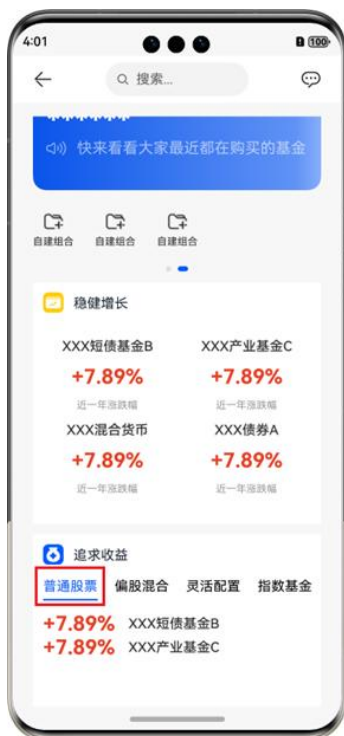 4:01
100
搜索...
快来看看大家最近都在购买的基金
自建组合 自建组合 自建组合
稳健增长
XXX短债基金B XXX产业基金C
+7.89% +7.89%
近一年涨跌幅 近一年涨跌幅
XXX混合货币 XXX债券A
+7.89% +7.89%
近一年涨跌幅 近一年涨跌幅
追求收益
普通股票 偏股混合 灵活配置 指数基金
+7.89% XXX短债基金B
+7.89% XXX产业基金C